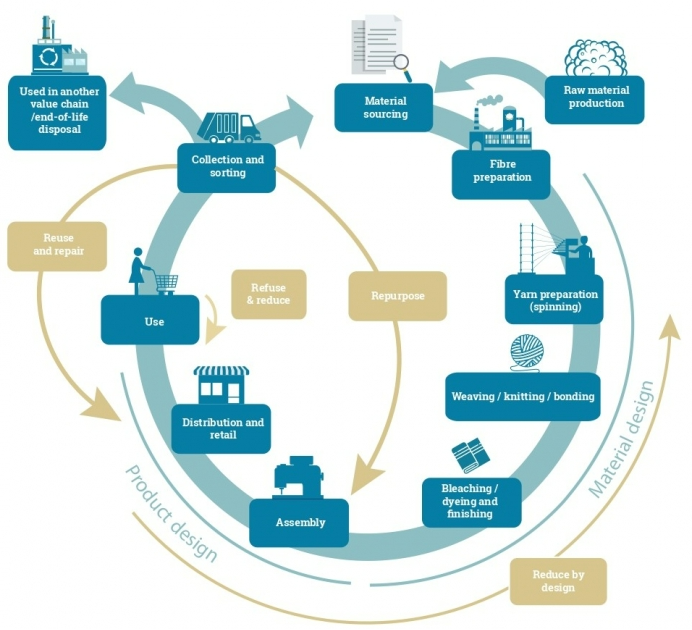 Used in another
value chain
/end-of-life
disposal
Collection and
sorting
Material
sourcing
Raw material
production
Fibre
preparation
Reuse
and repair
Use
Refuse
& reduce
Repurpose
Yarn preparation
(spinning)
Weaving / knitting / bonding
Distribution and
retail
Bleaching /
dyeing and
finishing
Assembly
Product design
Material design
Reduce by
design